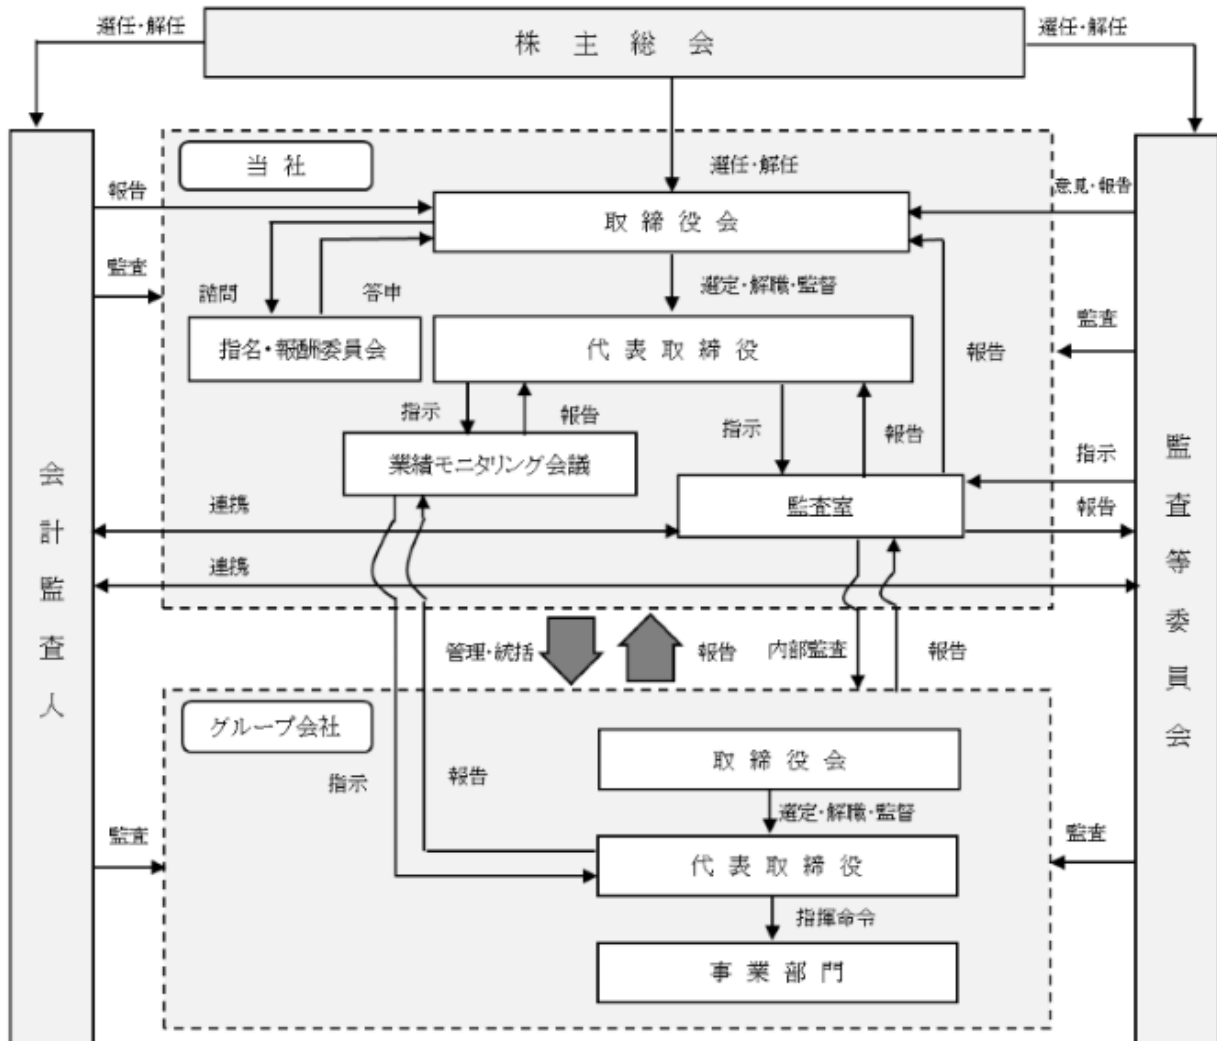 選任・解任
株主総会
選任・解任
当社
選任・解任
報告
意見・報告
取締役会
監査
諮問
答申
選定・解職・監督
監査
指名・報酬委員会
代表取締役
報告
指示
報告
指示
報告
業績モニタリング会議
指示
監査室
連携
報告
連携
会計監査人
監査等委員会
管理・統括
報告
内部監査
報告
グループ会社
取締役会
指示
報告
選定・解職・監督
監査
監査
代表取締役
指揮命令
事業部門